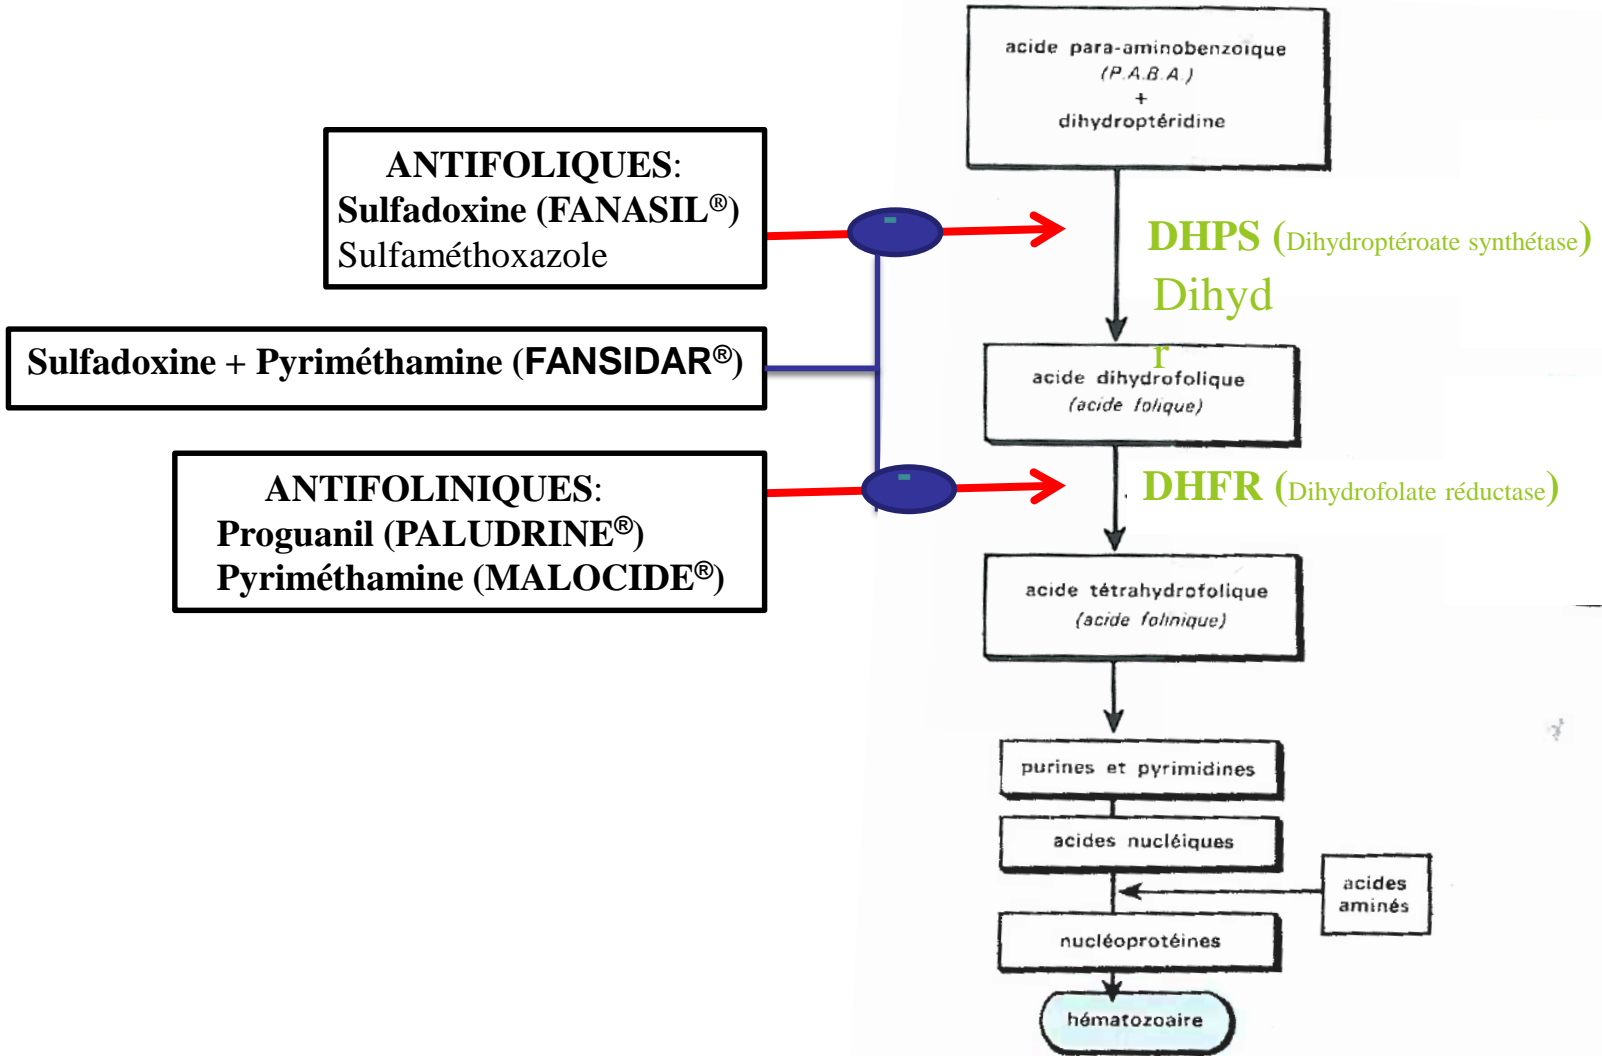 acide para-aminobenzoïque
(P.A.B.A.)
+
dihydroptéridine
ANTIFOLIQUES:
Sulfadoxine (FANASIL®)
Sulfaméthoxazole
DHPS (Dihydroptéroate synthétase)
Dihyd
r
Sulfadoxine + Pyriméthamine (FANSIDAR®)
acide dihydrofolique
(acide folique)
ANTIFOLINIQUES:
Proguanil (PALUDRINE®)
Pyriméthamine (MALOCIDE®)
DHFR (Dihydrofolate réductase)
acide tétrahydrofolique
(acide folinique)
purines et pyrimidines
acides nucléiques
acides
aminés
nucléoprotéines
hématozoaire